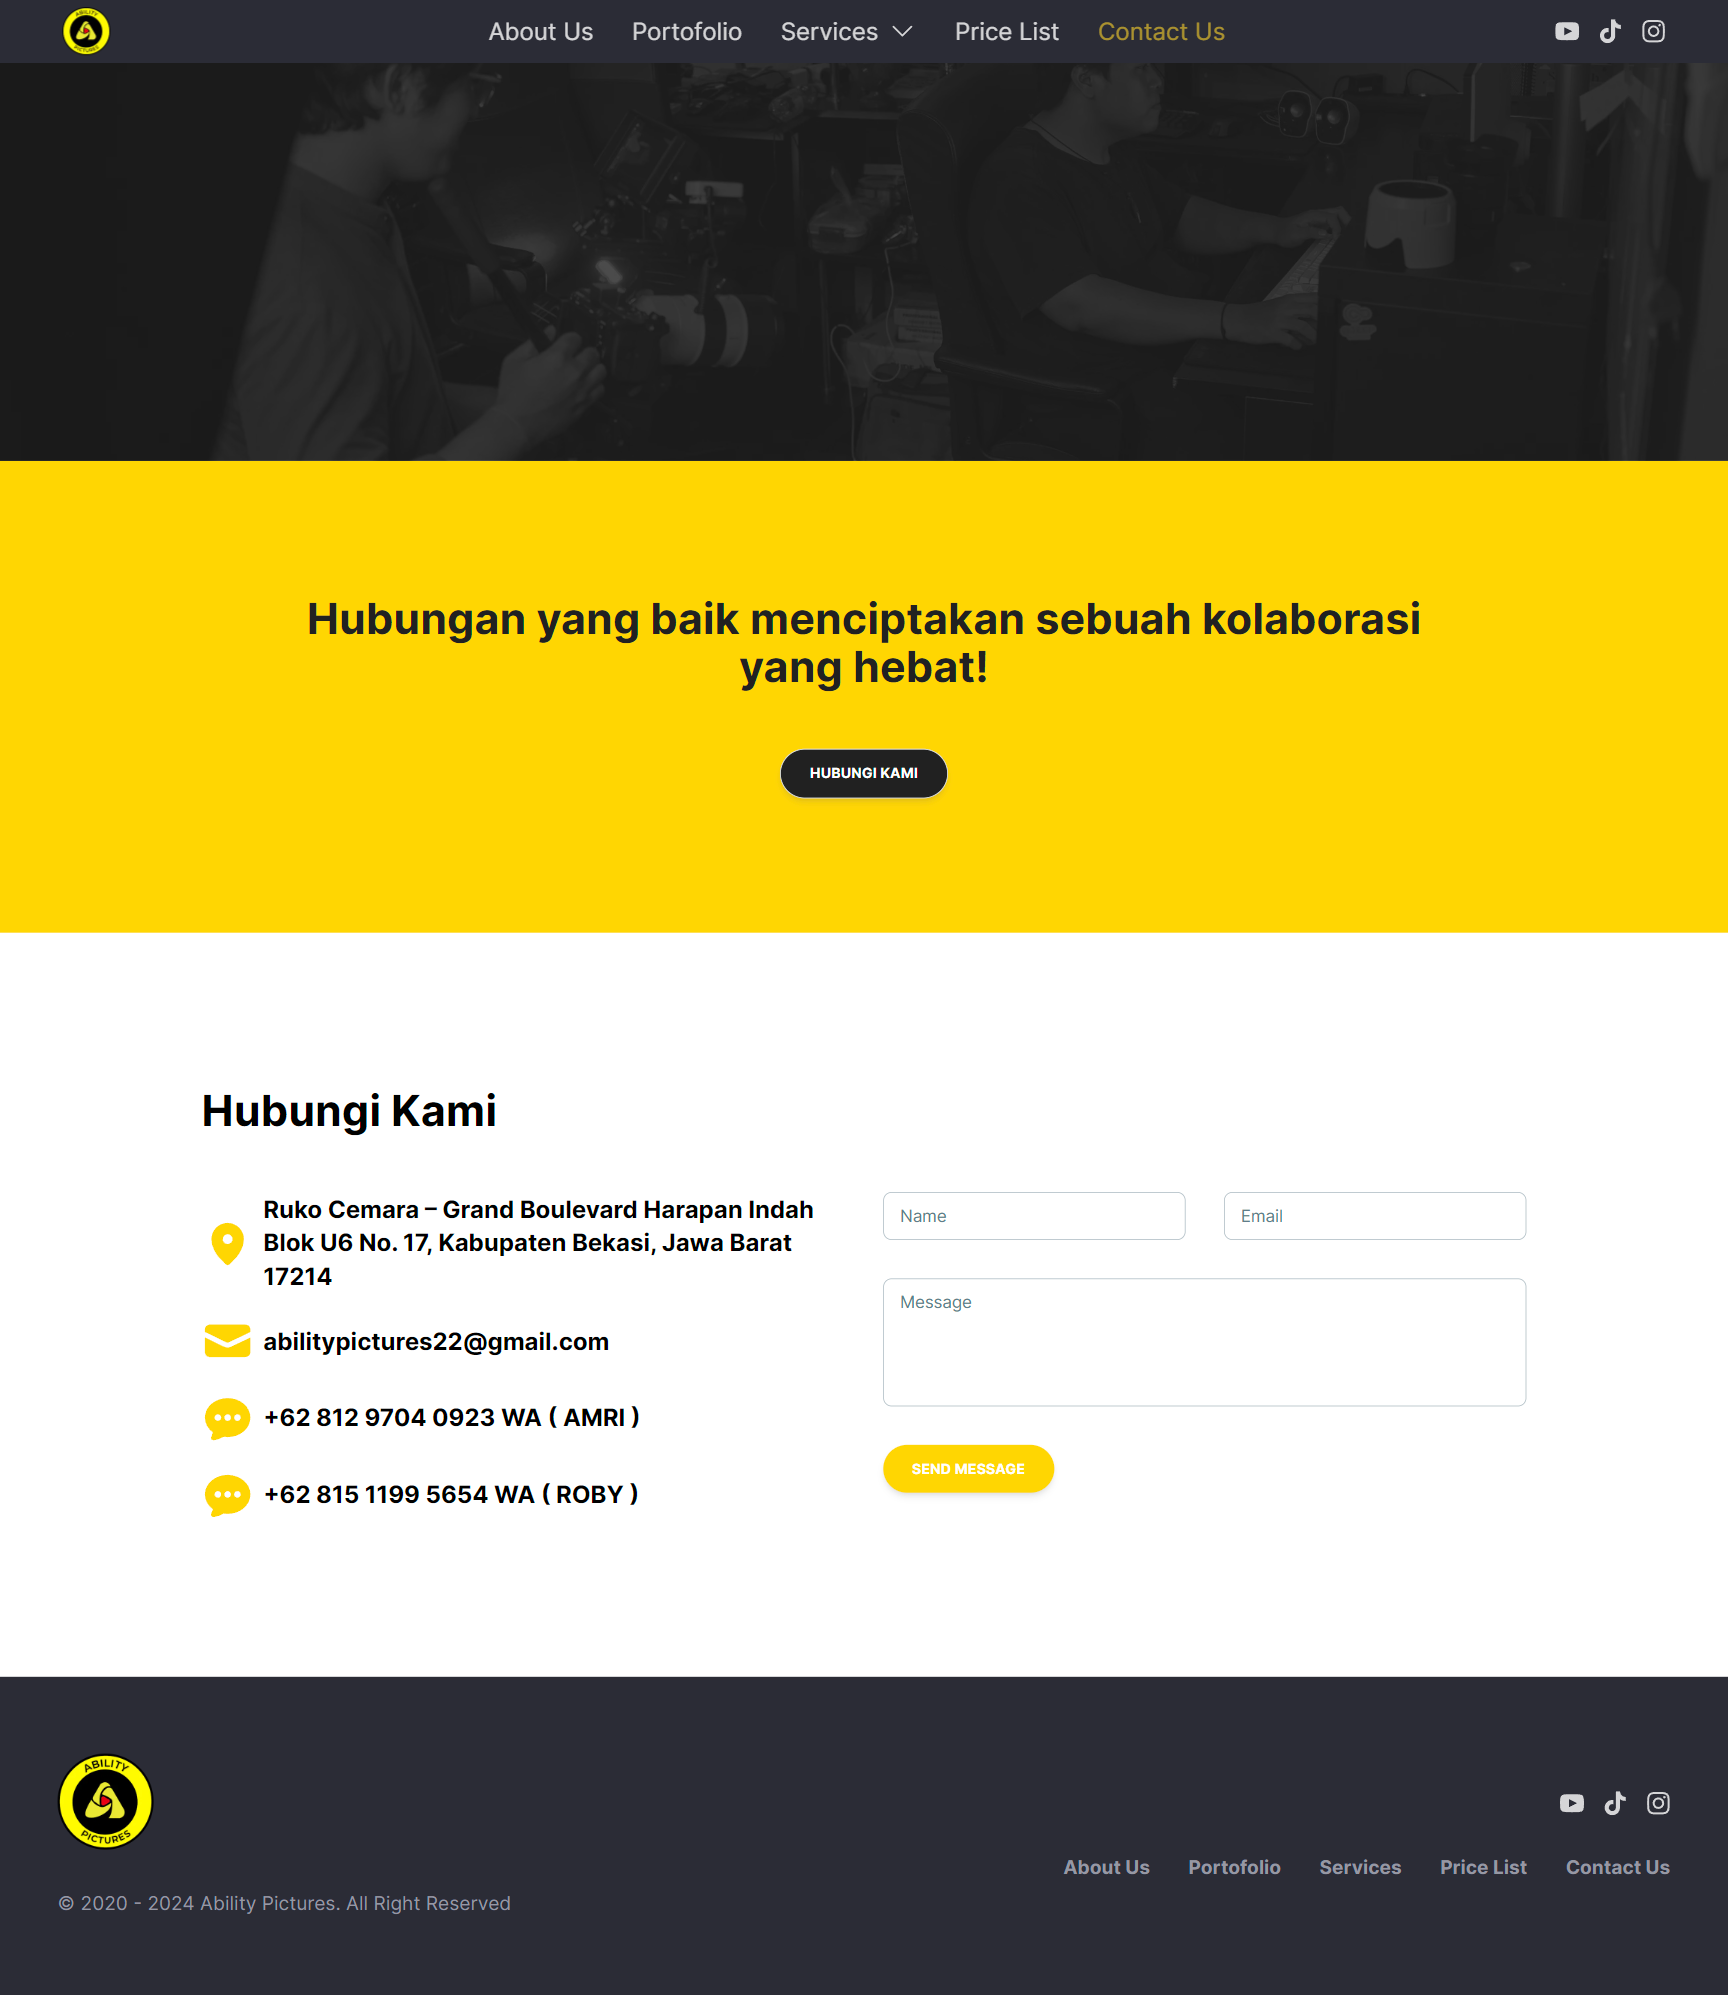 ABILITY
PICTURES
About Us
Portofolio
Services
Price List
Contact Us
Hubungan yang baik menciptakan sebuah kolaborasi
yang hebat!
HUBUNGI KAMI
Hubungi Kami
Ruko Cemara – Grand Boulevard Harapan Indah
Blok U6 No. 17, Kabupaten Bekasi, Jawa Barat
17214
abilitypictures22@gmail.com
+62 812 9704 0923 WA ( AMRI )
+62 815 1199 5654 WA ( ROBY )
Name
Email
Message
SEND MESSAGE
ABILITY
PICTURES
© 2020 - 2024 Ability Pictures. All Right Reserved
About Us
Portofolio
Services
Price List
Contact Us